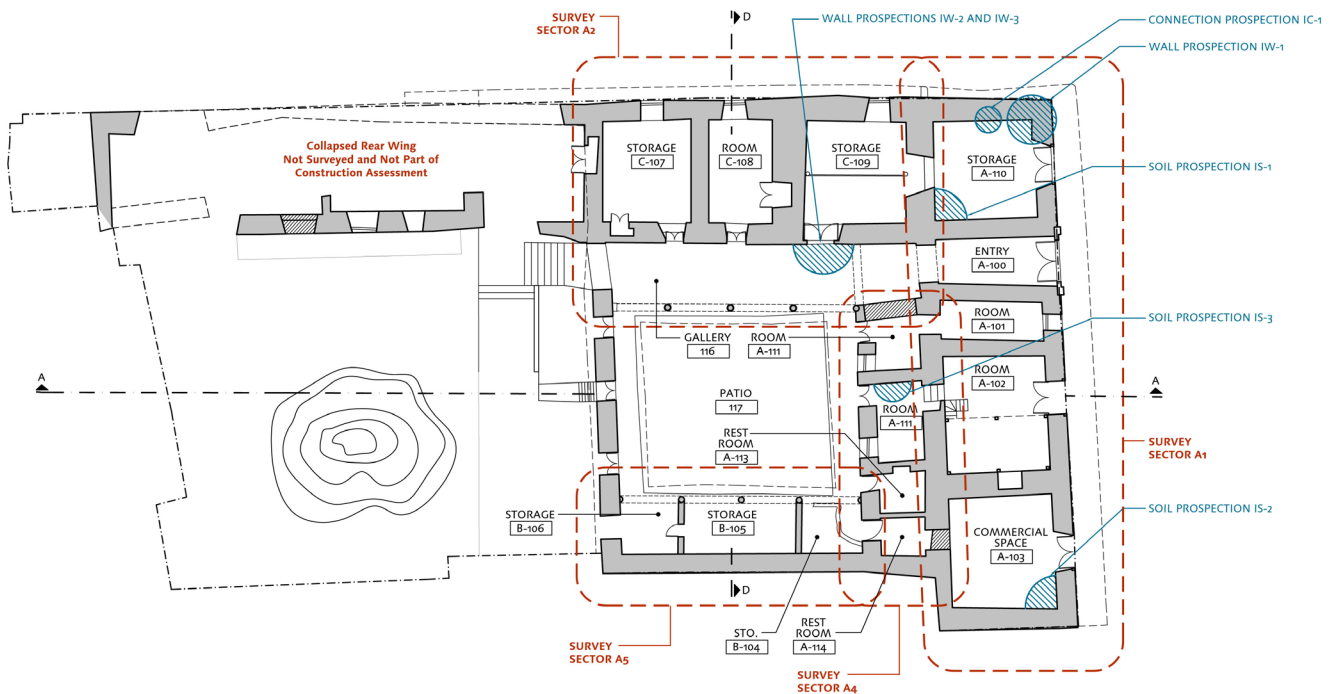 SURVEY
SECTOR A2
D
WALL PROSPECTIONS IW-2 AND IW-3
CONNECTION PROSPECTION IC-1
WALL PROSPECTION IW-1
Collapsed Rear Wing
Not Surveyed and Not Part of
Construction Assessment
STORAGE
C-107
ROOM
C-108
STORAGE
C-109
STORAGE
A-110
SOIL PROSPECTION IS-1
ENTRY
A-100
ROOM
A-101
SOIL PROSPECTION IS-3
GALLERY
116
ROOM
A-111
ROOM
A-102
A
A
PATIO
117
ROOM
A-111
REST
ROOM
A-113
SURVEY
SECTOR A1
STORAGE
B-106
STORAGE
B-105
COMMERCIAL
SPACE
A-103
SOIL PROSPECTION IS-2
D
STO.
B-104
REST
ROOM
A-114
SURVEY
SECTOR A5
SURVEY
SECTOR A4